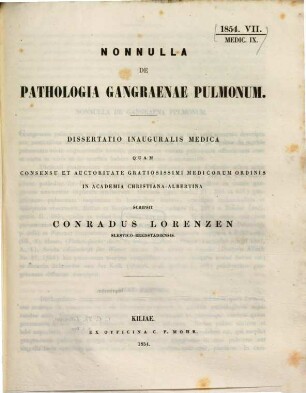 1854. VII.
MEDIC. IX.
NONNULLA
DE
PATHOLOGIA GANGRAENAE PULMONUM.
DISSERTATIO INAUGURALIS MEDICA
QUAM
CONSENSU ET AUCTORITATE GRATIOSISSIMI MEDICORUM ORDINIS
IN ACADEMIA CHRISTIANA-ALBERTINA
SCRIPSIT
CONRADUS LORENZEN
KILIAE.
EX OFFICINA C. F. MOHR.
1854.